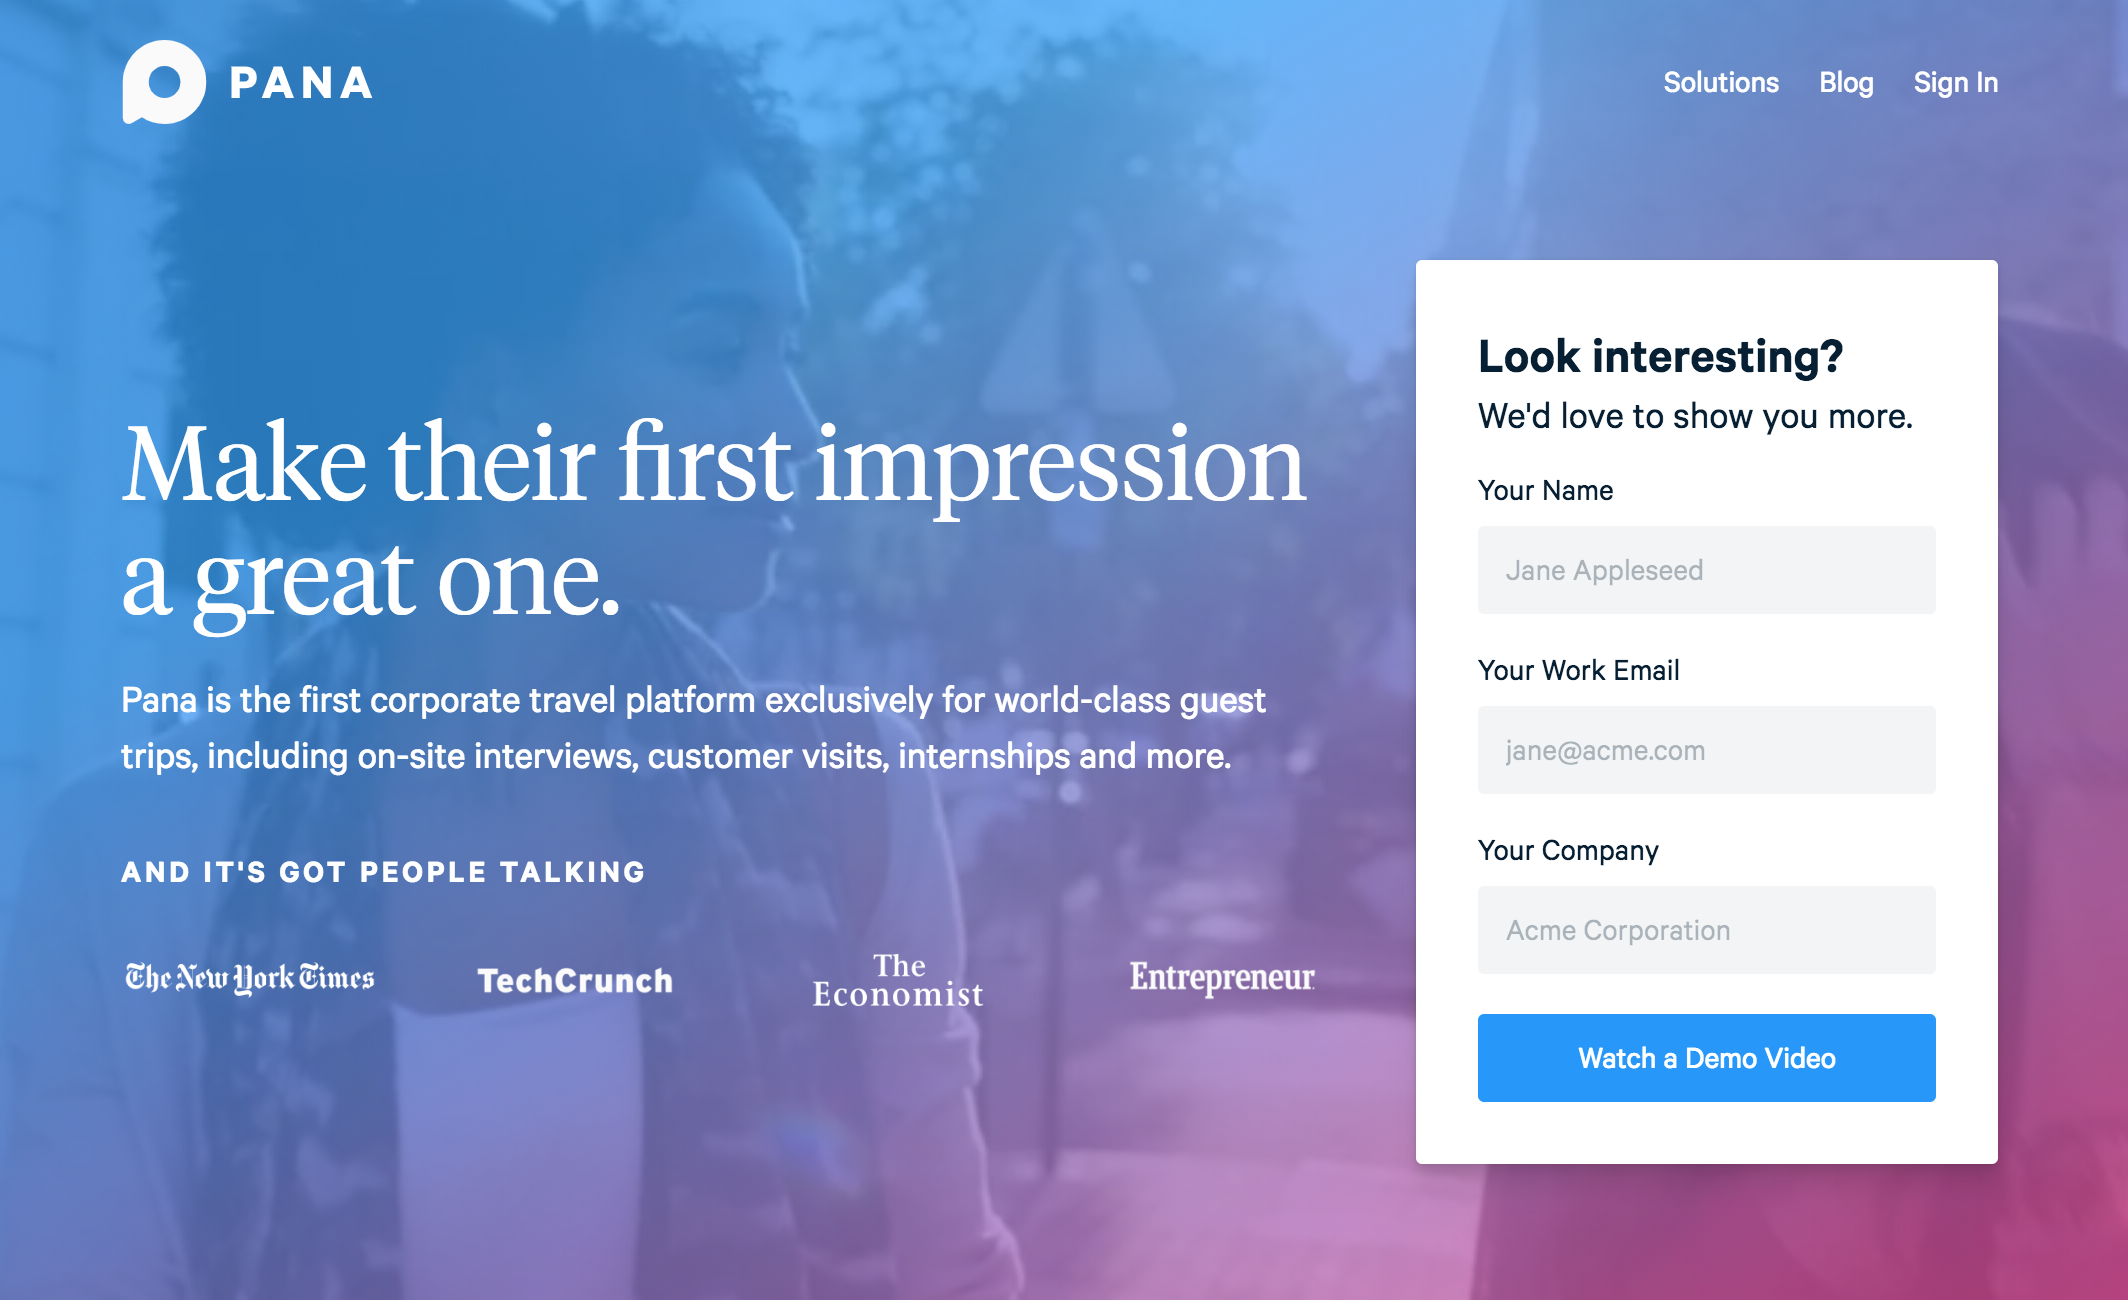 PANA
Solutions Blog Sign In
Make their first impression
a great one.
Pana is the first corporate travel platform exclusively for world-class guest
trips, including on-site interviews, customer visits, internships and more.
AND IT'S GOT PEOPLE TALKING
The New York Times
TechCrunch
The
Economist
Entrepreneur
Look interesting?
We'd love to show you more.
Your Name
Jane Appleseed
Your Work Email
jane@acme.com
Your Company
Acme Corporation
Watch a Demo Video